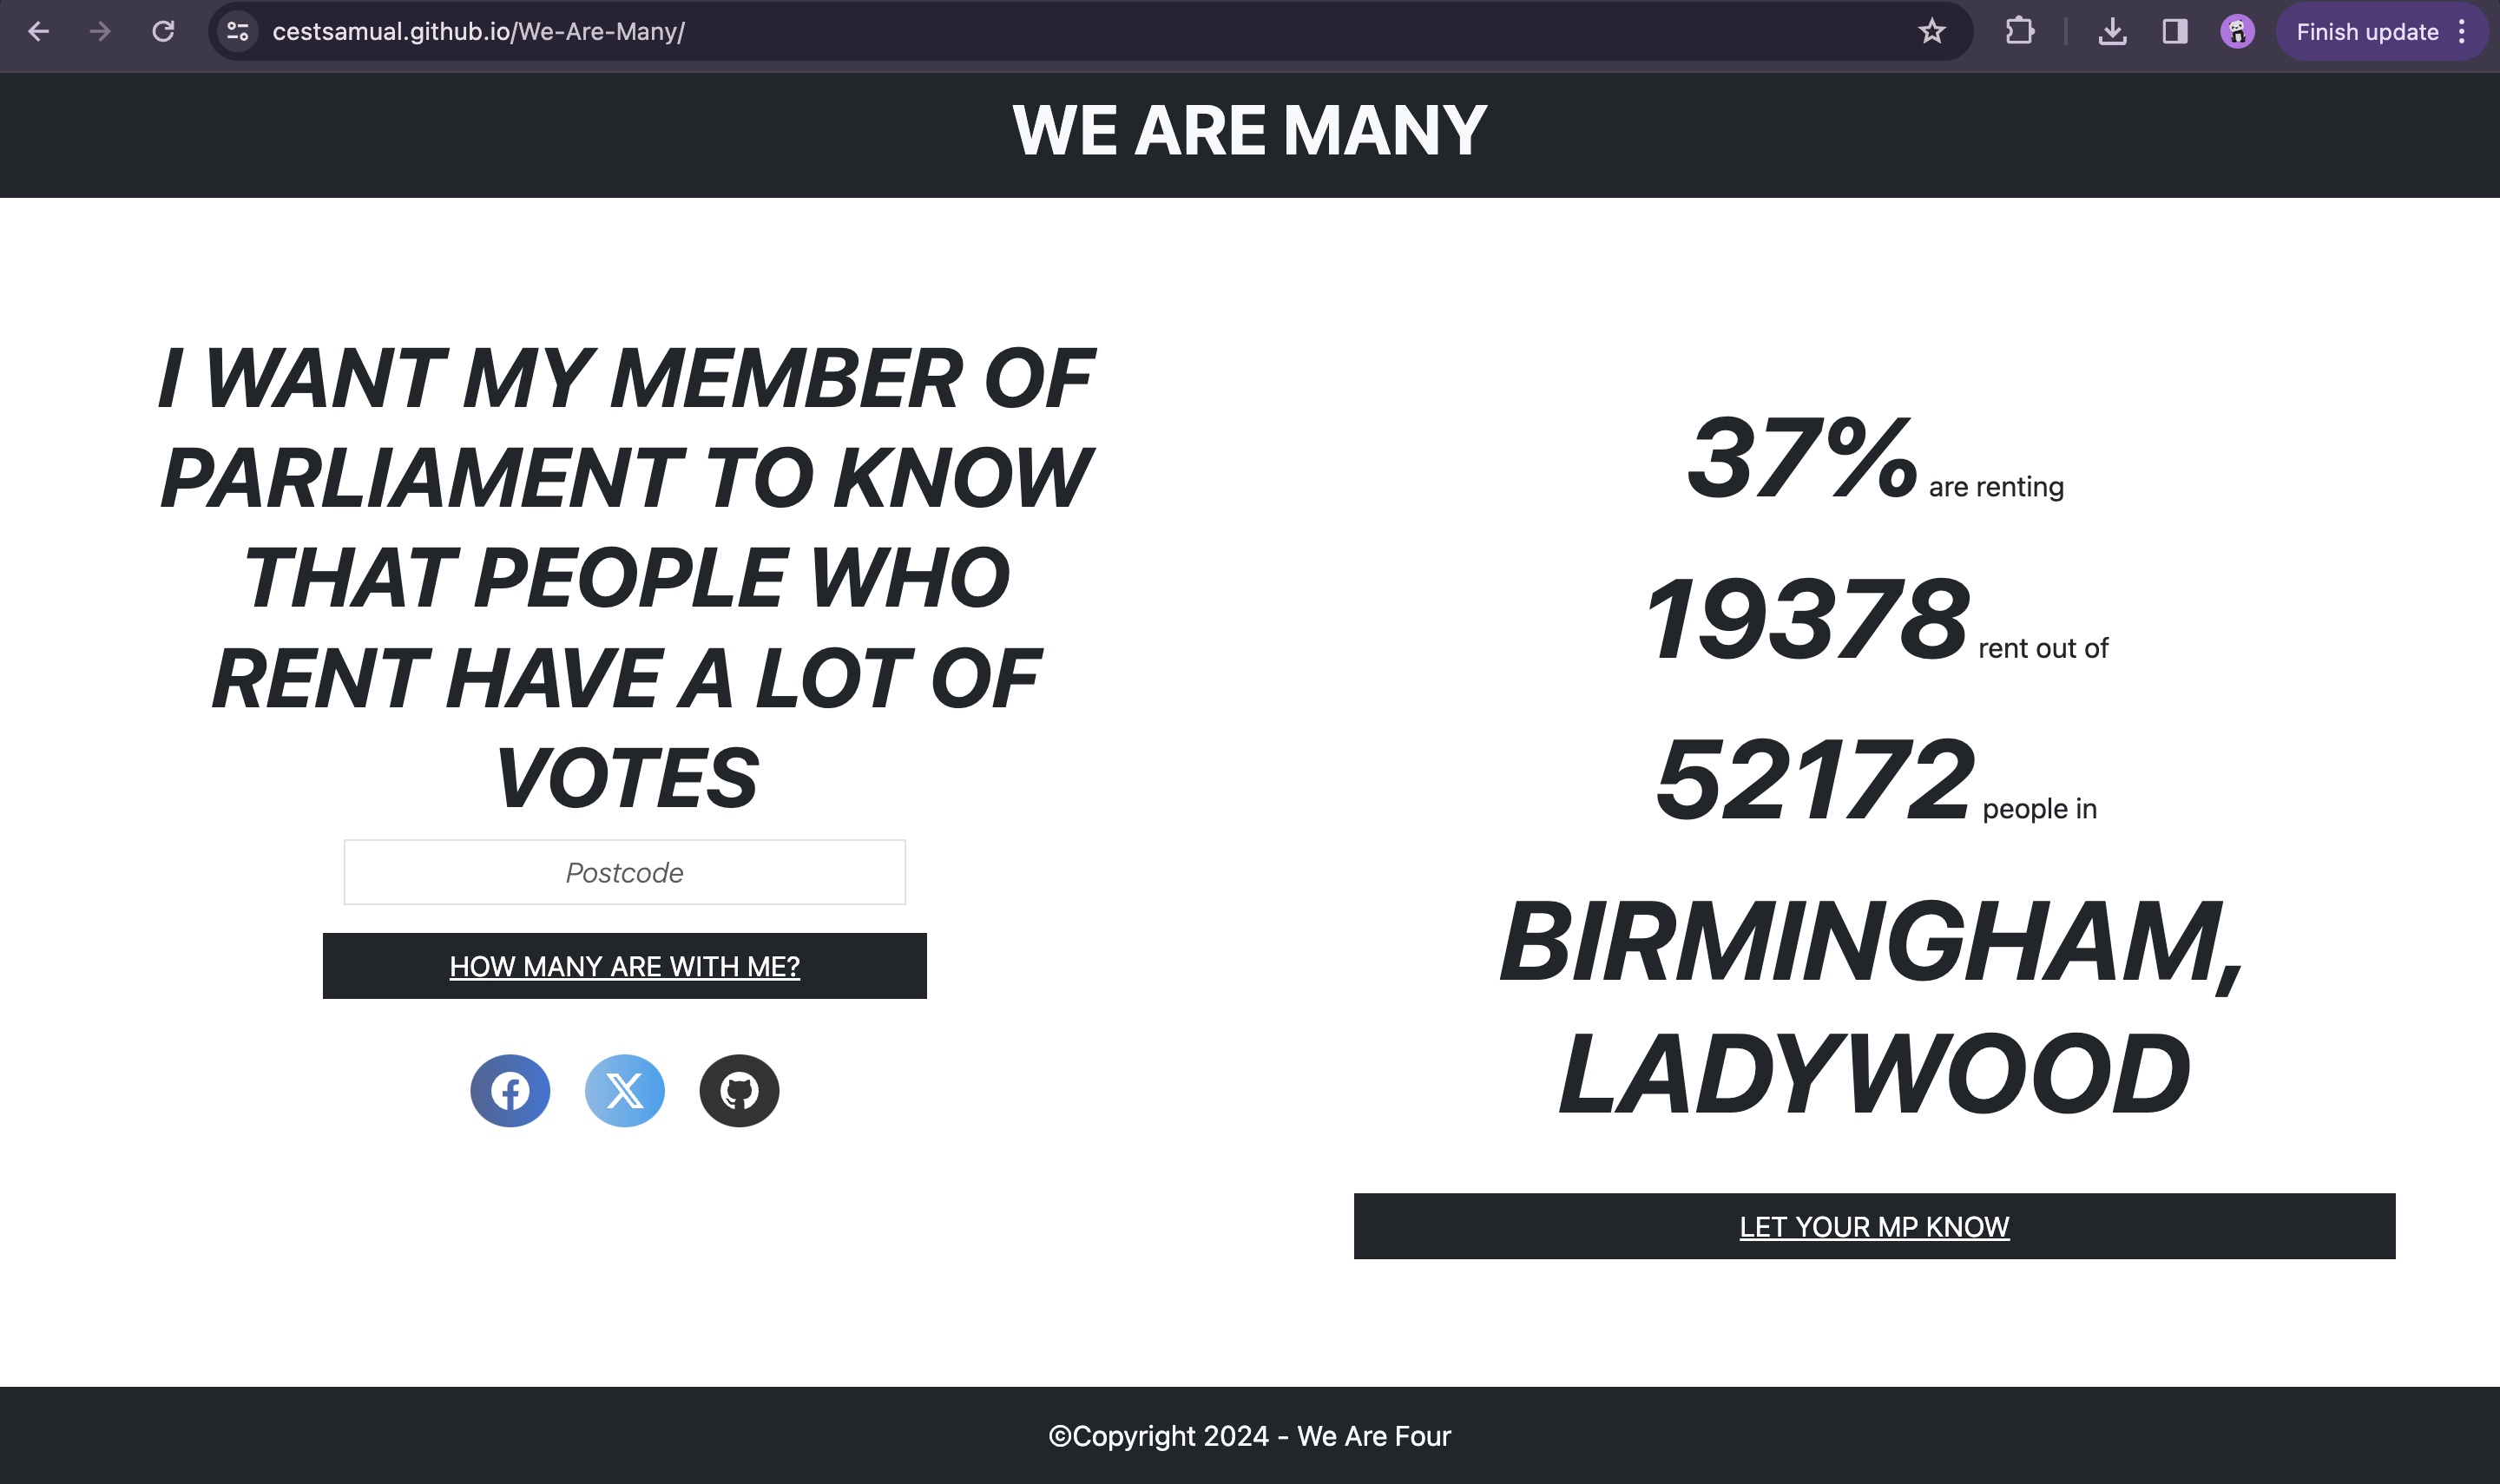 cestsamual.github.io/We-Are-Many/
Finish update
WE ARE MANY
I WANT MY MEMBER OF
PARLIAMENT TO KNOW
THAT PEOPLE WHO
RENT HAVE A LOT OF
VOTES
Postcode
HOW MANY ARE WITH ME?
37% are renting
19378 rent out of
52172 people in
BIRMINGHAM,
LADYWOOD
LET YOUR MP KNOW
©Copyright 2024 - We Are Four